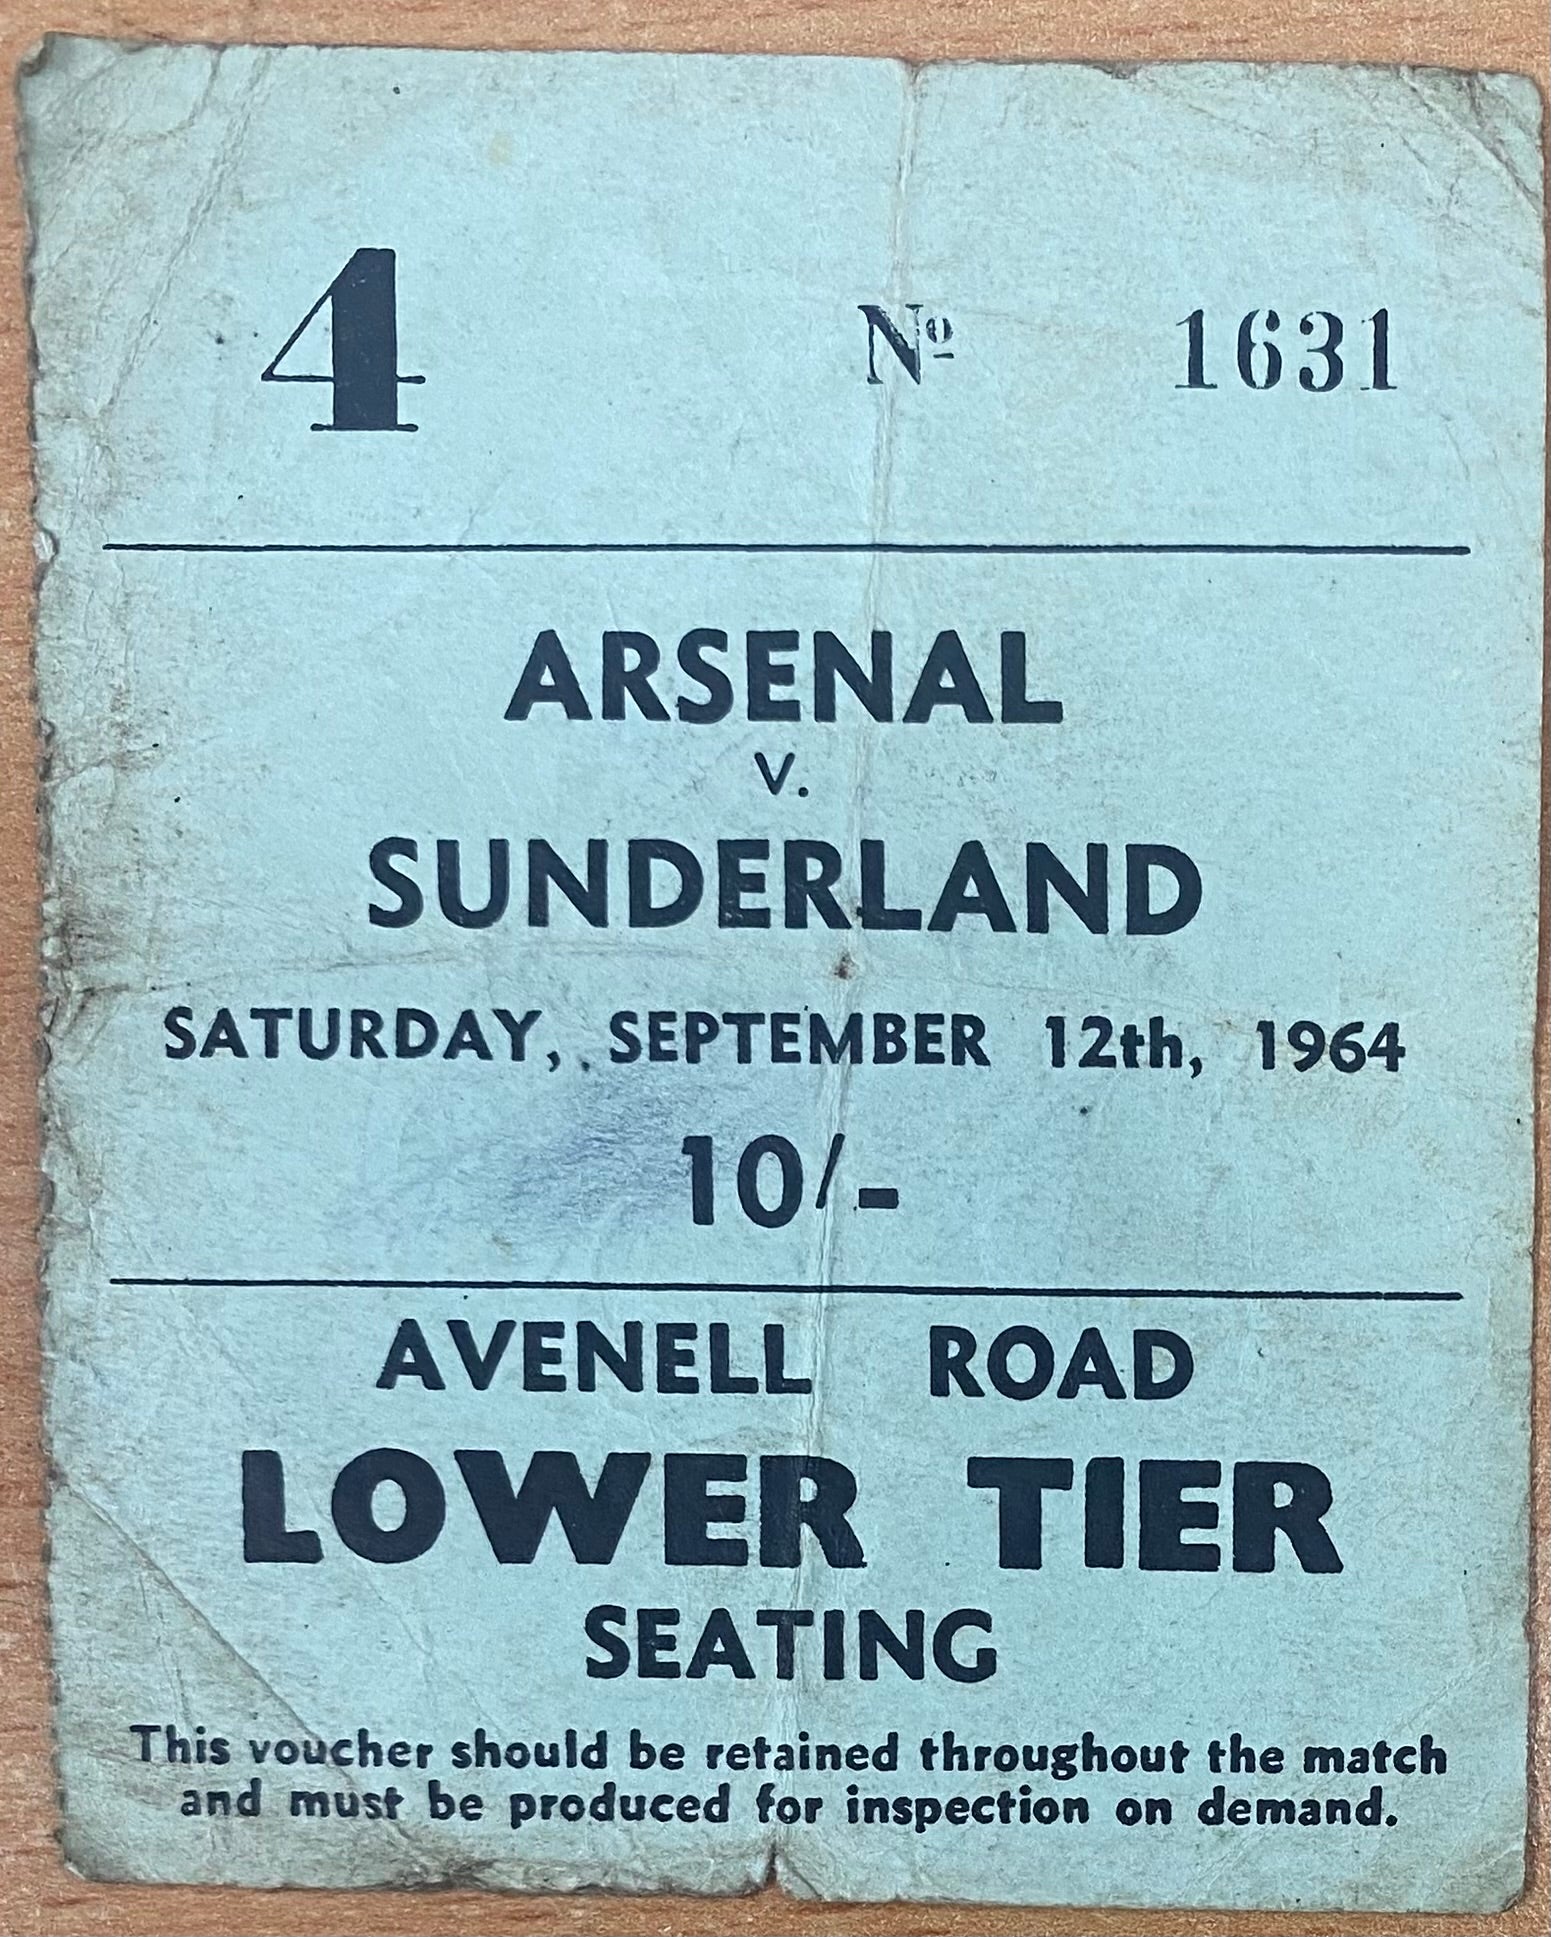 4 Nº 1631
ARSENAL
v.
SUNDERLAND
SATURDAY, SEPTEMBER 12th, 1964
10/-
AVENELL ROAD
LOWER TIER
SEATING
This voucher should be retained throughout the match
and must be produced for inspection on demand.